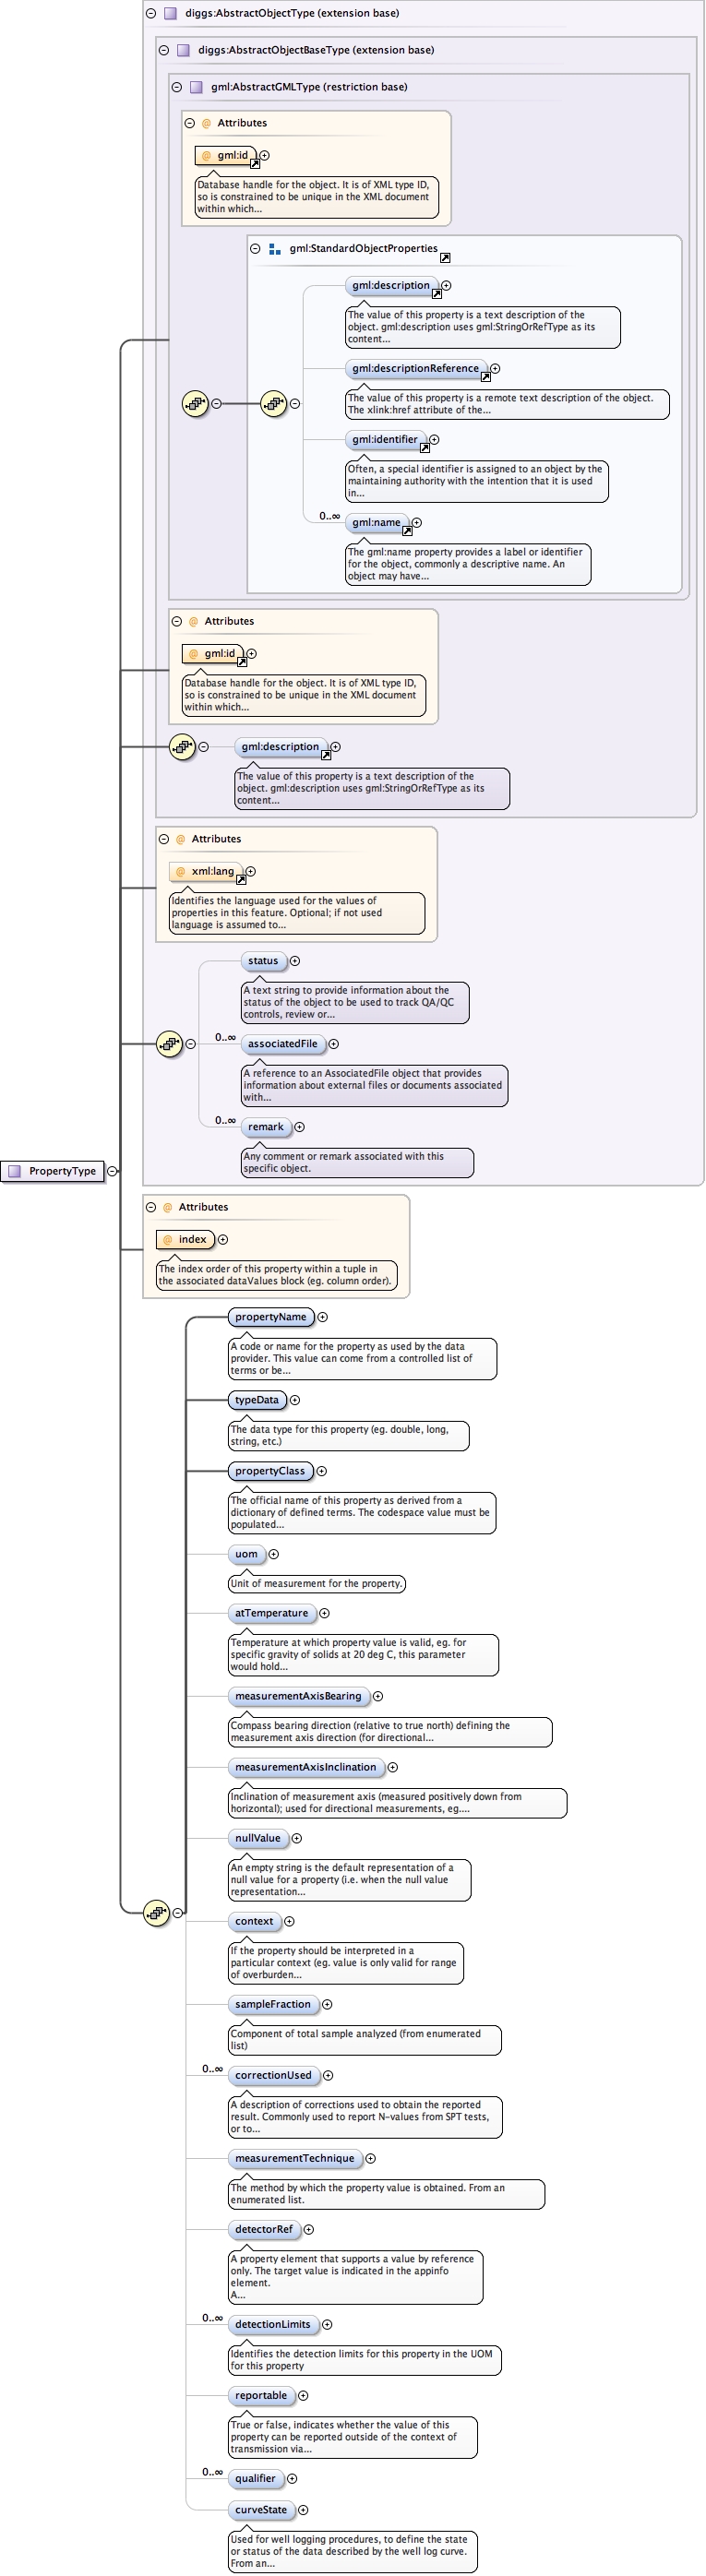 diggs:AbstractObjectType (extension base)
diggs:AbstractObjectBaseType (extension base)
gml:AbstractGMLType (restriction base)
@ Attributes
@ gml:id
Database handle for the object. It is of XML type ID,
so is constrained to be unique in the XML document
within which...
gml:StandardObjectProperties
gml:description
The value of this property is a text description of the
object. gml:description uses gml:StringOrRefType as its
content...
gml:descriptionReference
The value of this property is a remote text description of the object.
The xlink:href attribute of the...
gml:identifier
Often, a special identifier is assigned to an object by the
maintaining authority with the intention that it is used
in...
0..∞
gml:name
The gml:name property provides a label or identifier
for the object, commonly a descriptive name. An
object may have...
@ Attributes
@ gml:id
Database handle for the object. It is of XML type ID,
so is constrained to be unique in the XML document
within which...
gml:description
The value of this property is a text description of the
object. gml:description uses gml:StringOrRefType as its
content...
@ Attributes
@ xml:lang
Identifies the language used for the values of
properties in this feature. Optional; if not used
language is assumed to...
status
A text string to provide information about the
status of the object to be used to track QA/QC
controls, review or...
0..∞
associatedFile
A reference to an AssociatedFile object that provides
information about external files or documents associated
with...
0..∞
remark
Any comment or remark associated with this
specific object.
PropertyType
@ Attributes
@ index
The index order of this property within a tuple in
the associated dataValues block (eg. column order).
propertyName
A code or name for the property as used by the data
provider. This value can come from a controlled list of
terms or be...
typeData
The data type for this property (eg. double, long,
string, etc.)
propertyClass
The official name of this property as derived from a
dictionary of defined terms. The codespace value must be
populated...
uom
Unit of measurement for the property.
atTemperature
Temperature at which property value is valid, eg. for
specific gravity of solids at 20 deg C, this parameter
would hold...
measurementAxisBearing
Compass bearing direction (relative to true north) defining the
measurement axis direction (for directional...
measurementAxisInclination
Inclination of measurement axis (measured positively down from
horizontal); used for directional measurements, eg....
nullValue
An empty string is the default representation of a
null value for a property (i.e. when the null value
representation...
context
If the property should be interpreted in a
particular context (eg. value is only valid for range
of overburden...
sampleFraction
Component of total sample analyzed (from enumerated
list)
0..∞
correctionUsed
A description of corrections used to obtain the reported
result. Commonly used to report N-values from SPT tests,
or to...
measurementTechnique
The method by which the property value is obtained. From an
enumerated list.
detectorRef
A property element that supports a value by reference
only. The target value is indicated in the appinfo
element.
A...
0..∞
detectionLimits
Identifies the detection limits for this property in the UOM
for this property
reportable
True or false, indicates whether the value of this
property can be reported outside of the context of
transmission via...
0..∞
qualifier
curveState
Used for well logging procedures, to define the state
or status of the data described by the well log curve.
From an...